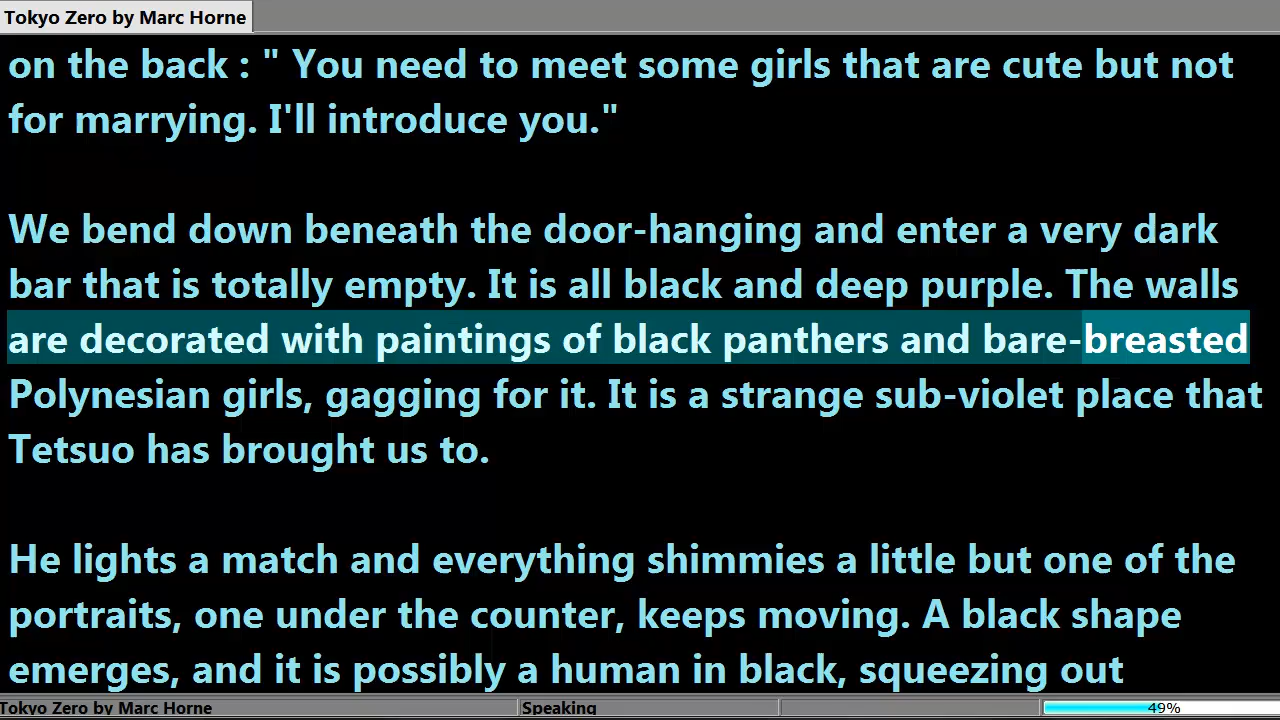 Tokyo Zero by Marc Horne
on the back : " You need to meet some girls that are cute but not
for marrying. I'll introduce you."
We bend down beneath the door-hanging and enter a very dark
bar that is totally empty. It is all black and deep purple. The walls
are decorated with paintings of black panthers and bare-breasted
Polynesian girls, gagging for it. It is a strange sub-violet place that
Tetsuo has brought us to.
He lights a match and everything shimmies a little but one of the
portraits, one under the counter, keeps moving. A black shape
emerges, and it is possibly a human in black, squeezing out
Tokyo Zero by Marc Horne
Speaking
49%